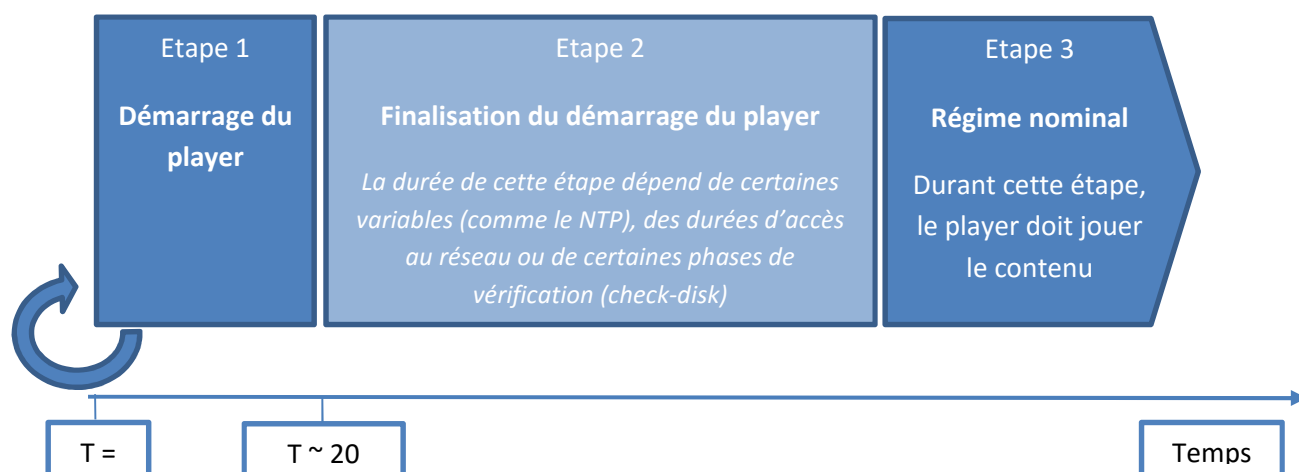 Etape 1
Démarrage du
player
Etape 2
Finalisation du démarrage du player
La durée de cette étape dépend de certaines
variables (comme le NTP), des durées d’accès
au réseau ou de certaines phases de
vérification (check-disk)
Etape 3
Régime nominal
Durant cette étape,
le player doit jouer
le contenu
T =
T ~ 20
Temps